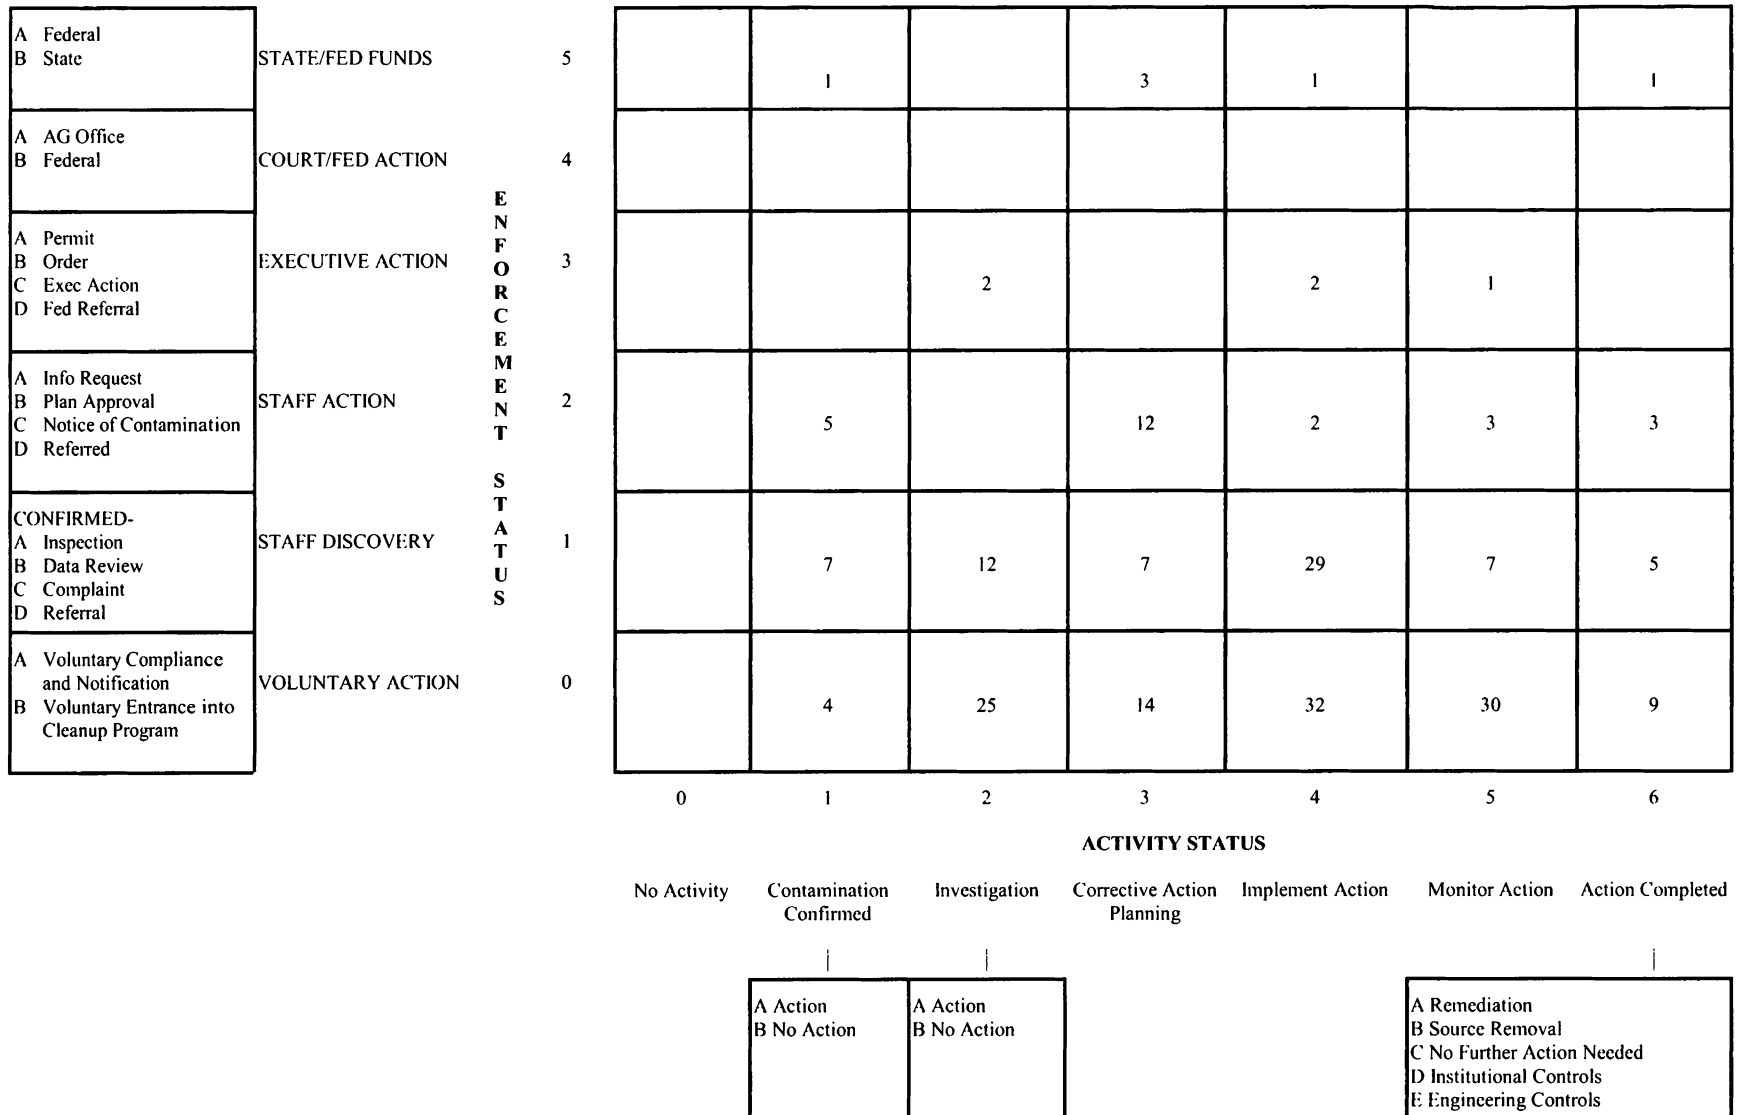 A Federal
B State
STATE/FED FUNDS 5
1 3 1 1
A AG Office
B Federal
COURT/FED ACTION 4
A Permit
B Order
C Exec Action
D Fed Referral
EXECUTIVE ACTION 3
2 2 1
A Info Request
B Plan Approval
C Notice of Contamination
D Referred
STAFF ACTION 2
5 12 2 3 3
CONFIRMED-
A Inspection
B Data Review
C Complaint
D Referral
STAFF DISCOVERY 1
7 12 7 29 7 5
A Voluntary Compliance
and Notification
B Voluntary Entrance into
Cleanup Program
VOLUNTARY ACTION 0
4 25 14 32 30 9
ENFORCEMENT STATUS
0 1 2 3 4 5 6
ACTIVITY STATUS
No Activity
Contamination
Confirmed
Investigation
Corrective Action
Planning
Implement Action
Monitor Action
Action Completed
A Action
B No Action
A Action
B No Action
A Remediation
B Source Removal
C No Further Action Needed
D Institutional Controls
E Engineering Controls